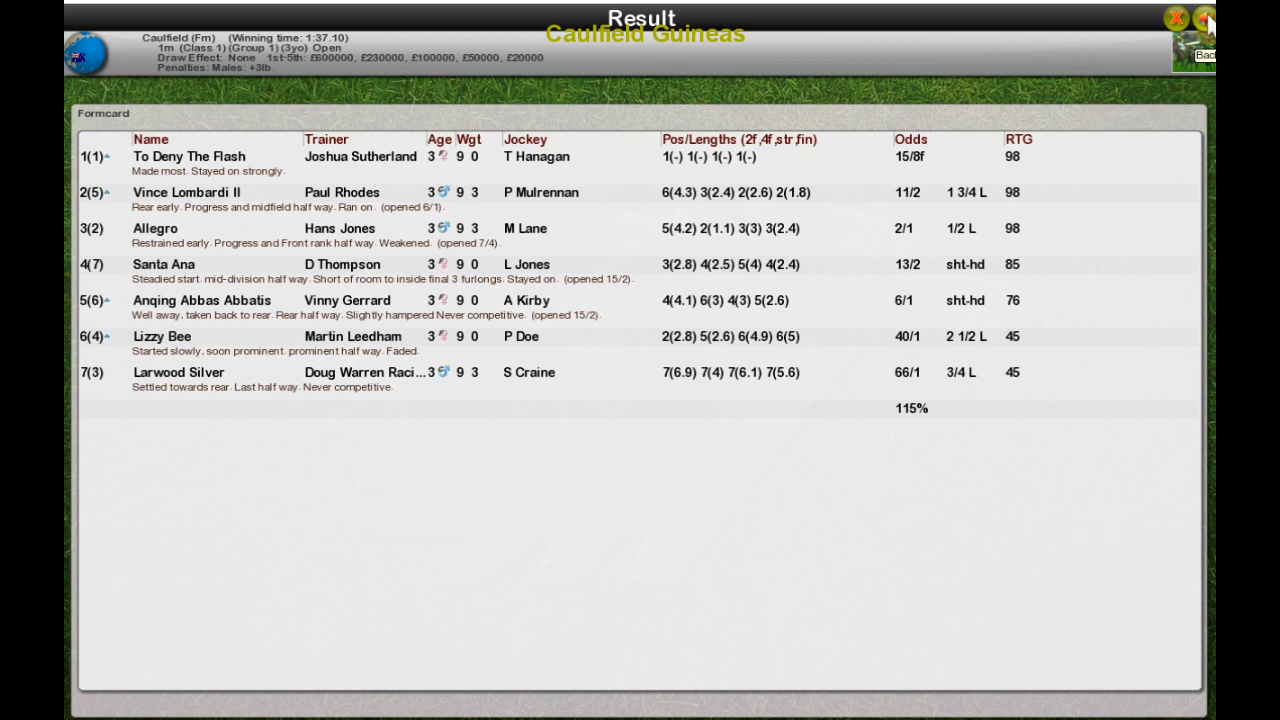 Result
Caulfield Guineas
Caulfield (Fm) (Winning time: 1:37.10)
1m (Class 1) (Group 1) (3yo) Open
Draw Effect: None 1st-5th: £600000, £230000, £100000, £50000, £20000
Penalties: Males: +3lb.
Bac
Formcard
Name Trainer Age Wgt Jockey Pos/Lengths (2f,4f,str,fin) Odds RTG
1(1) To Deny The Flash Joshua Sutherland 3 9 0 T Hanagan 1(-) 1(-) 1(-) 1(-) 15/8f 98
Made most. Stayed on strongly.
2(5) Vince Lombardi II Paul Rhodes 3 9 3 P Mulrennan 6(4.3) 3(2.4) 2(2.6) 2(1.8) 11/2 1 3/4 L 98
Rear early. Progress and midfield half way. Ran on. (opened 6/1).
3(2) Allegro Hans Jones 3 9 3 M Lane 5(4.2) 2(1.1) 3(3) 3(2.4) 2/1 1/2 L 98
Restrained early. Progress and Front rank half way. Weakened. (opened 7/4).
4(7) Santa Ana D Thompson 3 9 0 L Jones 3(2.8) 4(2.5) 5(4) 4(2.4) 13/2 sht-hd 85
Steadied start. mid-division half way. Short of room to inside final 3 furlongs. Stayed on. (opened 15/2).
5(6) Anqing Abbas Abbatis Vinny Gerrard 3 9 0 A Kirby 4(4.1) 6(3) 4(3) 5(2.6) 6/1 sht-hd 76
Well away, taken back to rear. Rear half way. Slightly hampered Never competitive. (opened 15/2).
6(4) Lizzy Bee Martin Leedham 3 9 0 P Doe 2(2.8) 5(2.6) 6(4.9) 6(5) 40/1 2 1/2 L 45
Started slowly, soon prominent. prominent half way. Faded.
7(3) Larwood Silver Doug Warren Raci... 3 9 3 S Craine 7(6.9) 7(4) 7(6.1) 7(5.6) 66/1 3/4 L 45
Settled towards rear. Last half way. Never competitive.
115%